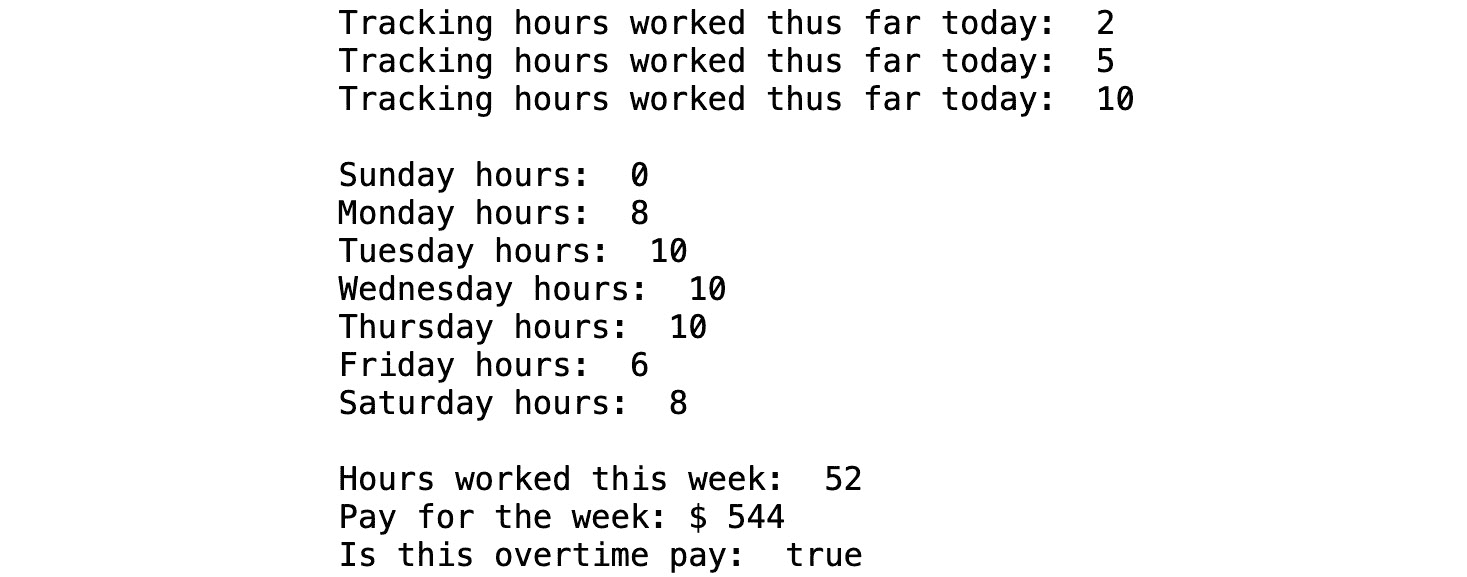 Tracking hours worked thus far today:  2
Tracking hours worked thus far today:  5
Tracking hours worked thus far today:  10

Sunday hours:  0
Monday hours:  8
Tuesday hours:  10
Wednesday hours:  10
Thursday hours:  10
Friday hours:  6
Saturday hours:  8

Hours worked this week:  52
Pay for the week: $ 544
Is this overtime pay:  true